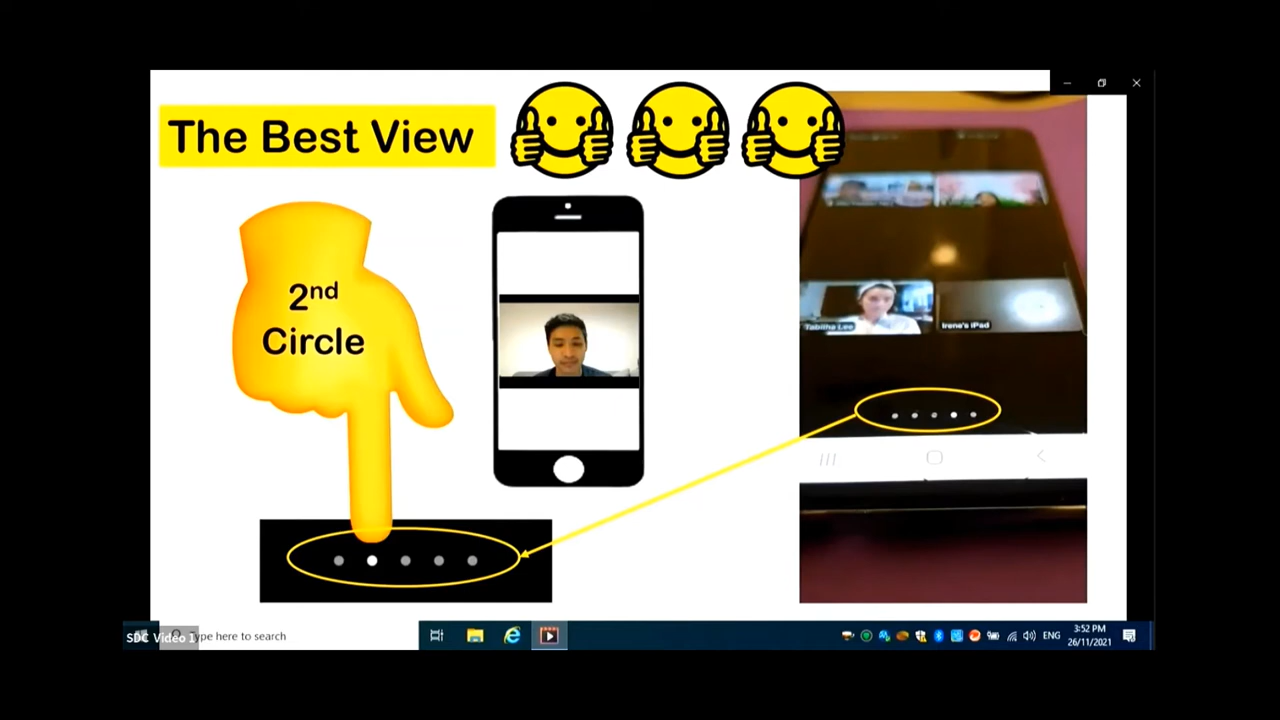 The Best View
2nd
Circle
Tabitha Lee
Irene's iPad
SDC Video 1
Type here to search
ENG
3:52 PM
26/11/2021